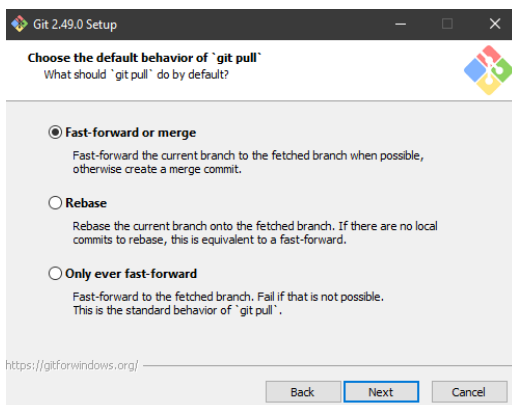 Git 2.49.0 Setup
Choose the default behavior of `git pull`
What should `git pull` do by default?
Fast-forward or merge
Fast-forward the current branch to the fetched branch when possible,
otherwise create a merge commit.
Rebase
Rebase the current branch onto the fetched branch. If there are no local
commits to rebase, this is equivalent to a fast-forward.
Only ever fast-forward
Fast-forward to the fetched branch. Fail if that is not possible.
This is the standard behavior of `git pull`.
https://gitforwindows.org/
Back Next Cancel